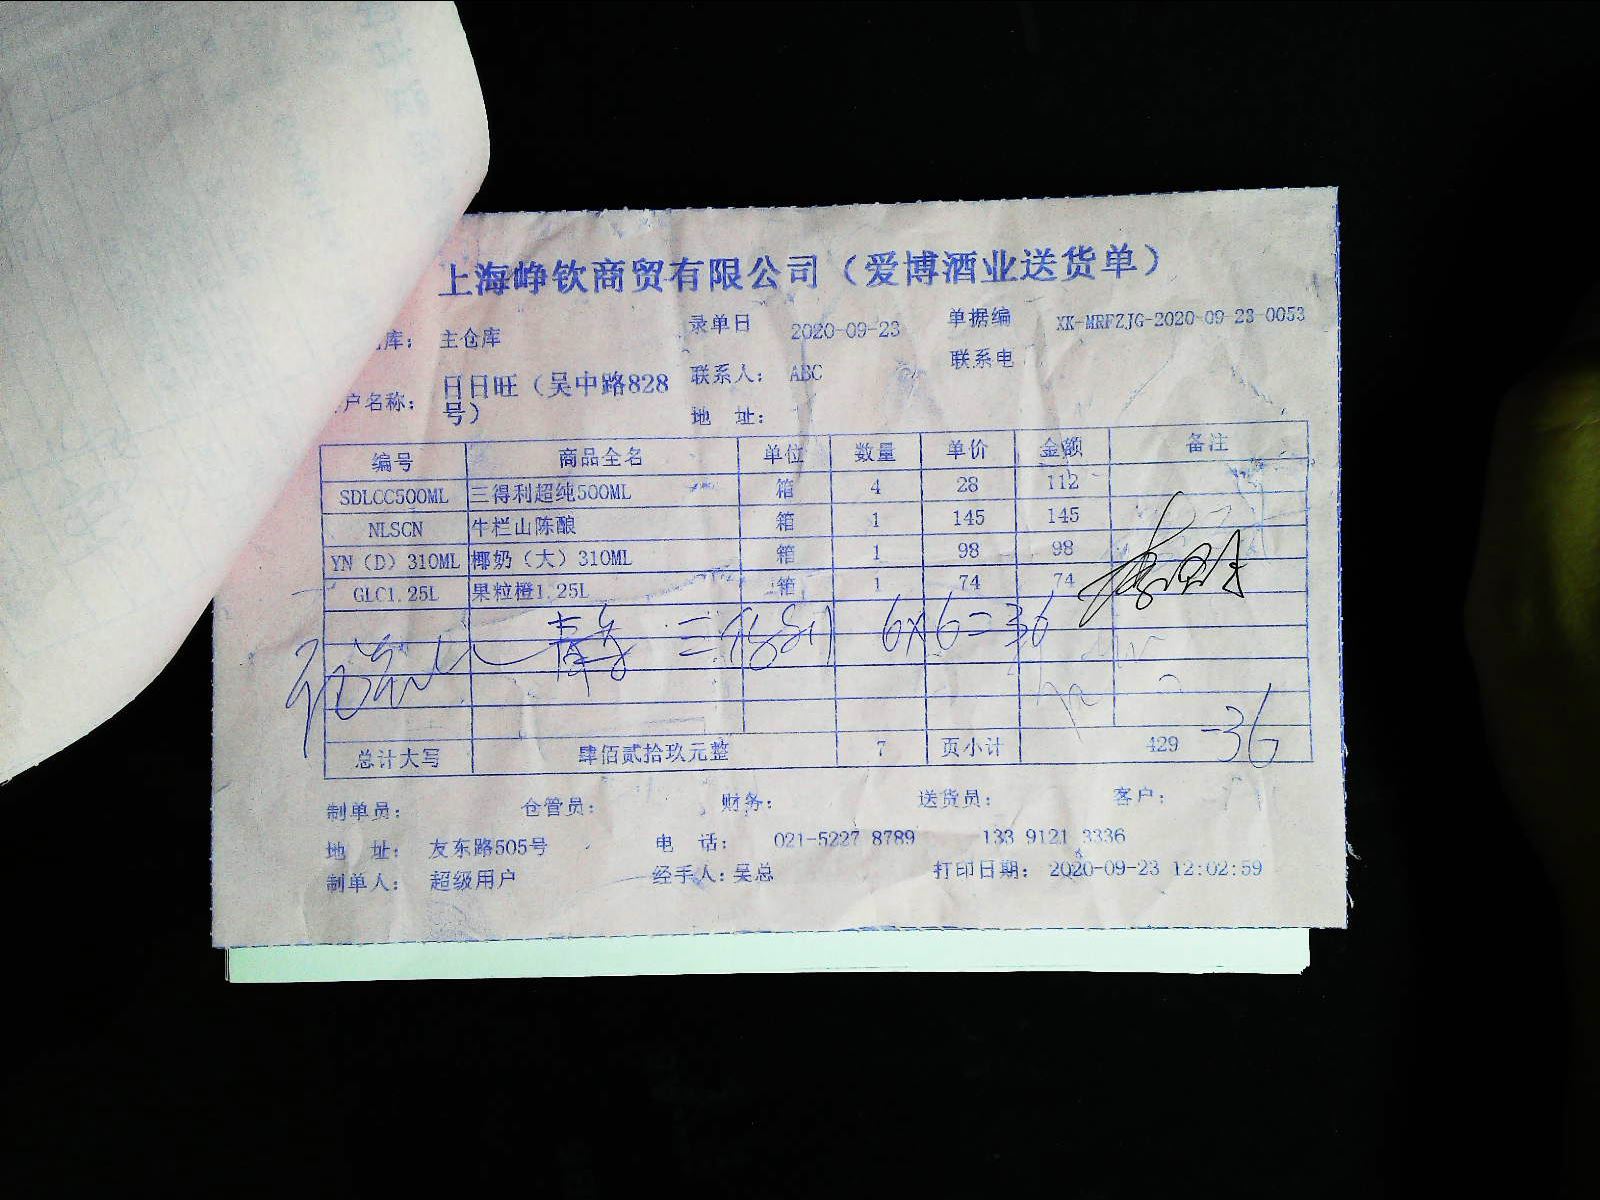 上海峥钦商贸有限公司（爱博酒业送货单）
库： 主仓库 录单日 2020-09-23 单据编 XK-MRFZJG-2020-09-23-0053
联系人： ABC 联系电
户名称： 日日旺（吴中路828号） 地 址：
编号 商品全名 单位 数量 单价 金额 备注
SDLCC500ML 三得利超纯500ML 箱 4 28 112
NLSCN 牛栏山陈酿 箱 1 145 145
YN（D）310ML 椰奶（大）310ML 箱 1 98 98
GLC1.25L 果粒橙1.25L 箱 1 74 74
6×6=36
总计大写 肆佰贰拾玖元整 7 页小计 429 -36
制单员： 仓管员： 财务： 送货员： 客户：
地 址： 友东路505号 电 话： 021-5227 8789 133 9121 3336
制单人： 超级用户 经手人：吴总 打印日期： 2020-09-23 12:02:59